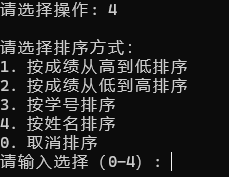 请选择操作: 4
请选择排序方式:
1. 按成绩从高到低排序
2. 按成绩从低到高排序
3. 按学号排序
4. 按姓名排序
0. 取消排序
请输入选择 (0-4) :